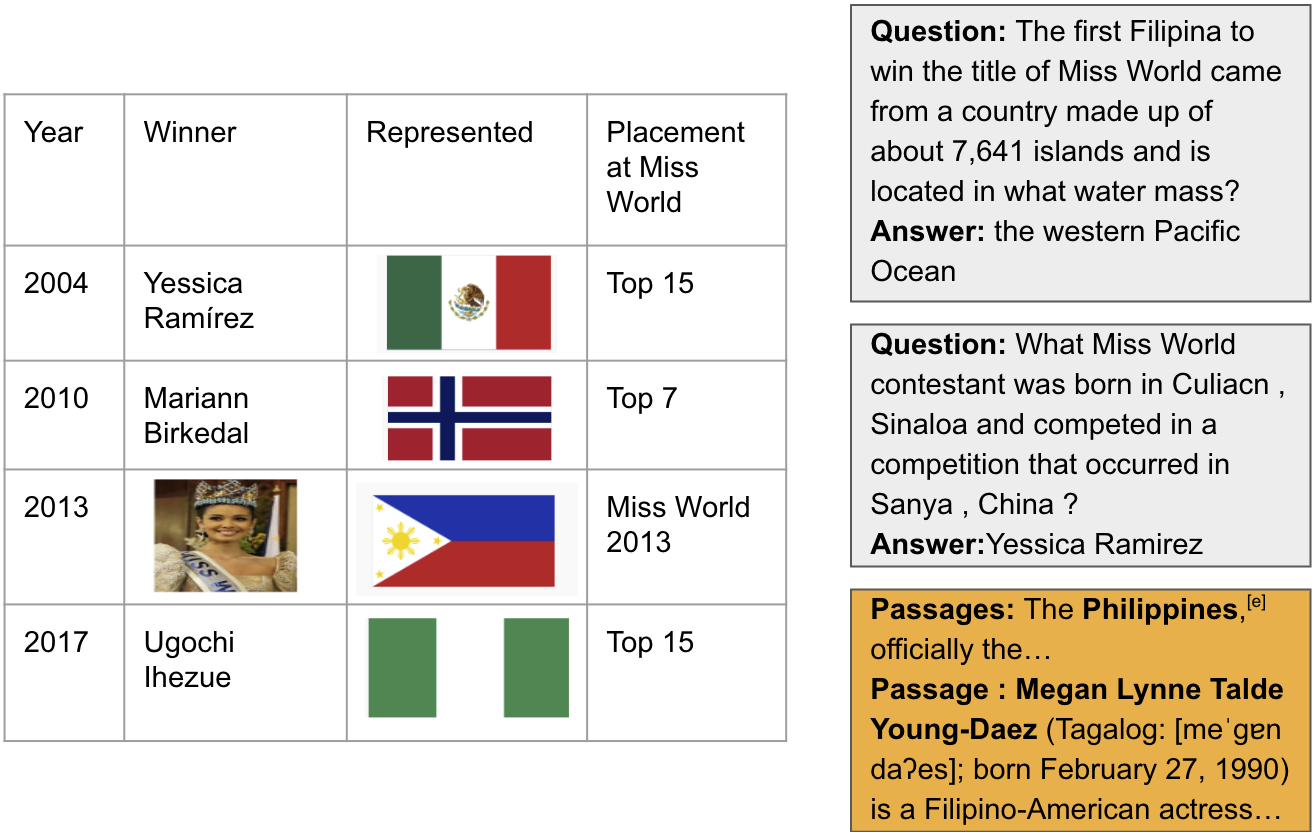 Year Winner Represented Placement
at Miss
World
2004 Yessica Top 15
Ramírez
2010 Mariann Top 7
Birkedal
2013 Miss World
2013
2017 Ugochi Top 15
Ihezue
MISS
Question: The first Filipina to
win the title of Miss World came
from a country made up of
about 7,641 islands and is
located in what water mass?
Answer: the western Pacific
Ocean
Question: What Miss World
contestant was born in Culiacn ,
Sinaloa and competed in a
competition that occurred in
Sanya , China ?
Answer:Yessica Ramirez
Passages: The Philippines,[e]
officially the…
Passage : Megan Lynne Talde
Young-Daez (Tagalog: [meˈgɐn
daʔes]; born February 27, 1990)
is a Filipino-American actress…